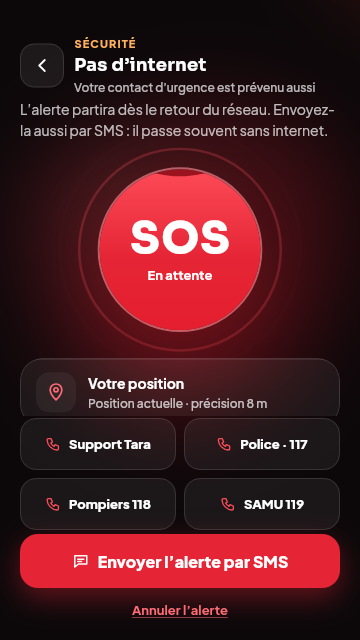 SÉCURITÉ
Pas d’internet
Votre contact d’urgence est prévenu aussi
L’alerte partira dès le retour du réseau. Envoyez-
la aussi par SMS : il passe souvent sans internet.
SOS
En attente
Votre position
Position actuelle · précision 8 m
Support Tara
Police · 117
Pompiers 118
SAMU 119
Envoyer l’alerte par SMS
Annuler l’alerte